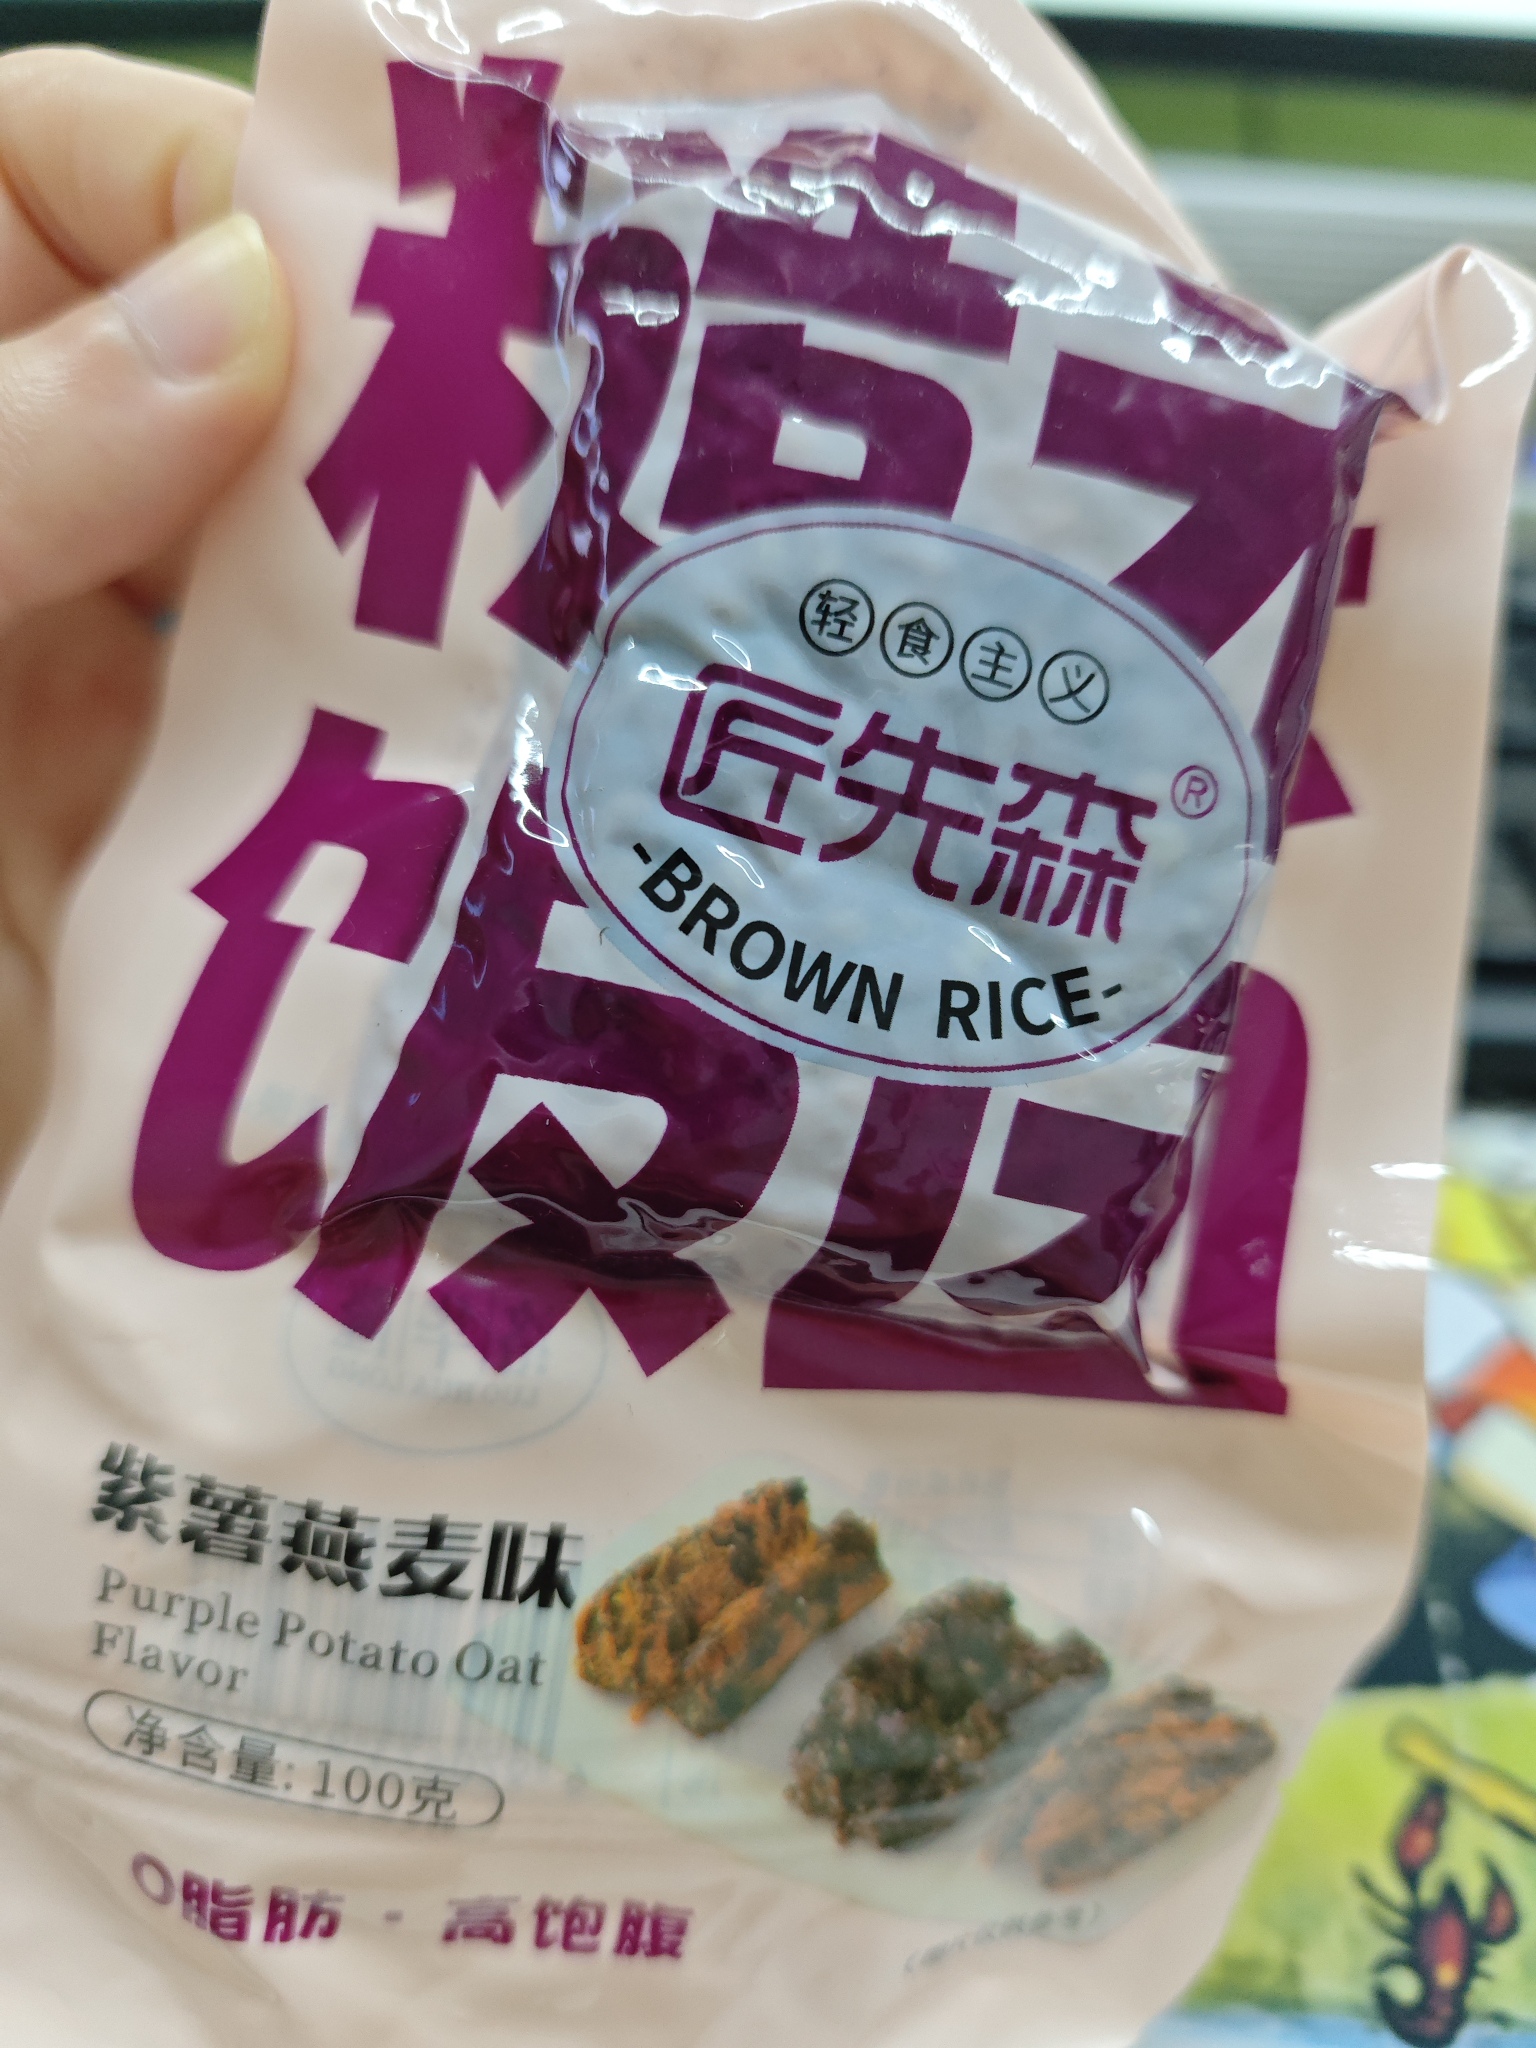 糙米
饭团
轻食主义
匠先森®
-BROWN RICE-
紫薯燕麦味
Purple Potato Oat
Flavor
净含量: 100克
0脂肪 · 高饱腹